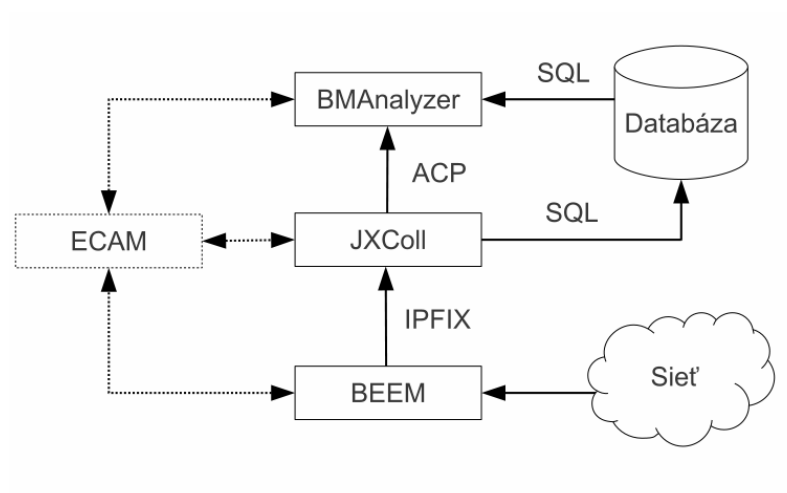 SQL
BMAnalyzer
Databáza
ACP
SQL
ECAM
JXColl
IPFIX
Sieť
BEEM